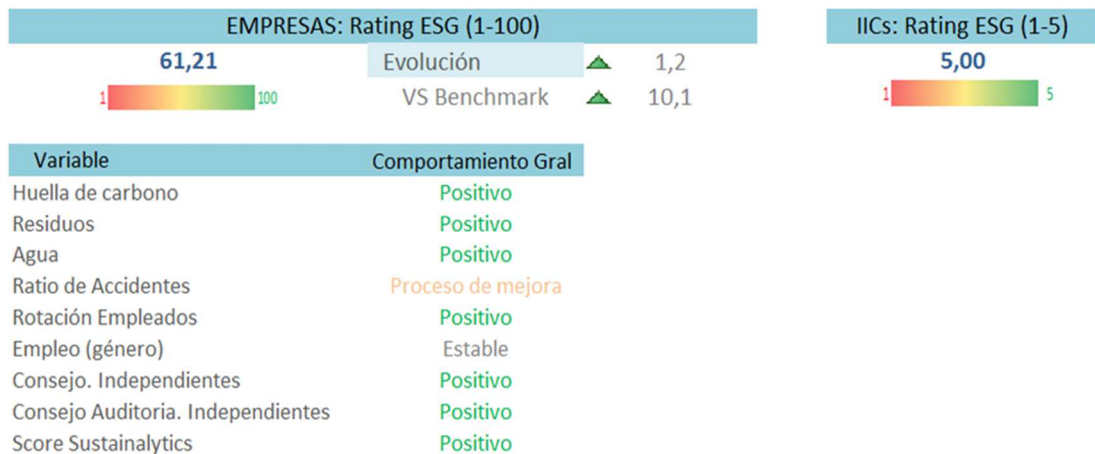 EMPRESAS: Rating ESG (1-100)
61,21 Evolución 1,2
1 100 VS Benchmark 10,1
IICs: Rating ESG (1-5)
5,00
1 5
Variable Comportamiento Gral
Huella de carbono Positivo
Residuos Positivo
Agua Positivo
Ratio de Accidentes Proceso de mejora
Rotación Empleados Positivo
Empleo (género) Estable
Consejo. Independientes Positivo
Consejo Auditoria. Independientes Positivo
Score Sustainalytics Positivo